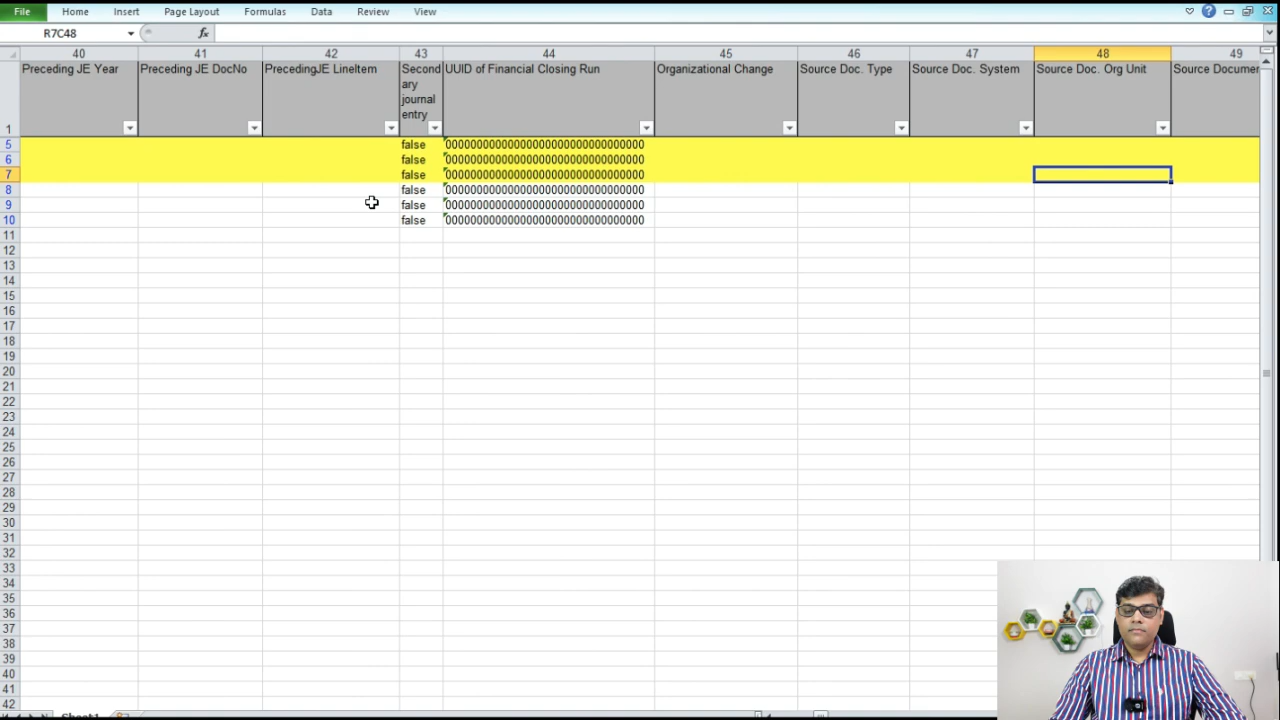 File Home Insert Page Layout Formulas Data Review View
R7C48 fx
40 41 42 43 44 45 46 47 48 49
1 Preceding JE Year Preceding JE DocNo PrecedingJE LineItem Second UUID of Financial Closing Run Organizational Change Source Doc. Type Source Doc. System Source Doc. Org Unit Source Documen
ary
journal
entry
5 false 00000000000000000000000000000000
6 false 00000000000000000000000000000000
7 false 00000000000000000000000000000000
8 false 00000000000000000000000000000000
9 false 00000000000000000000000000000000
10 false 00000000000000000000000000000000
11
12
13
14
15
16
17
18
19
20
21
22
23
24
25
26
27
28
29
30
31
32
33
34
35
36
37
38
39
40
41
42
Sheet1